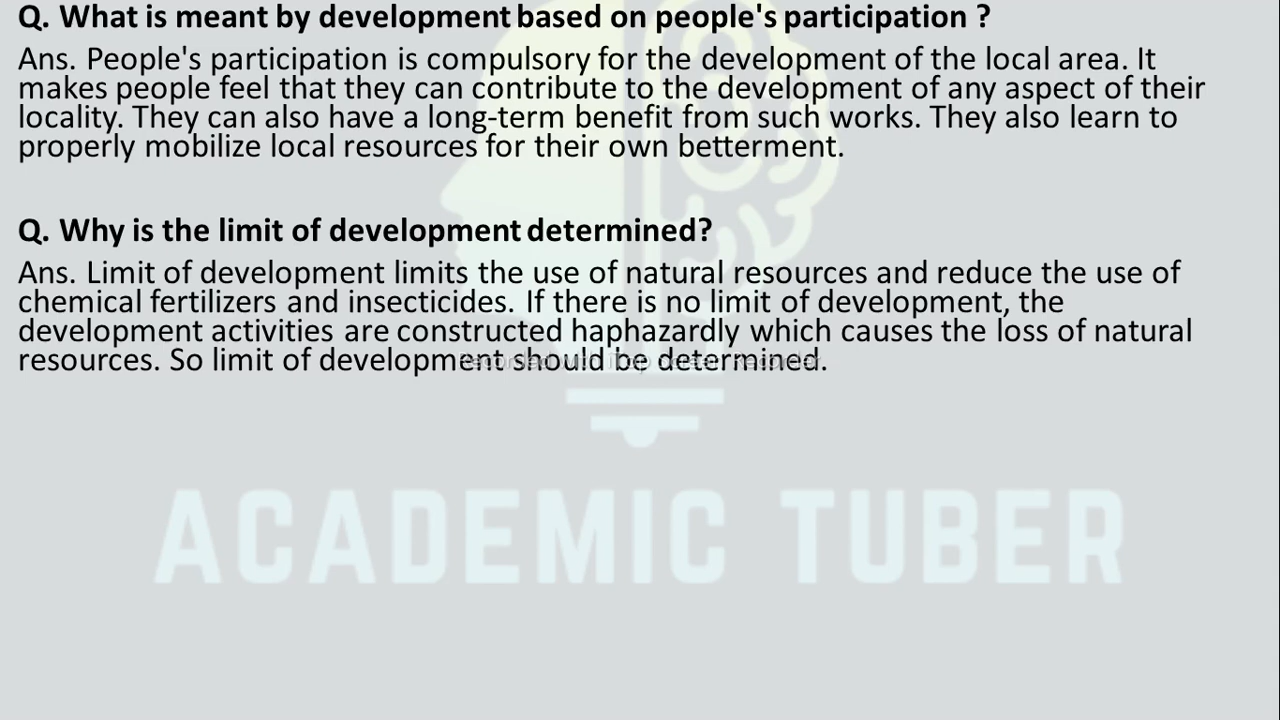 Q. What is meant by development based on people's participation ?
Ans. People's participation is compulsory for the development of the local area. It
makes people feel that they can contribute to the development of any aspect of their
locality. They can also have a long-term benefit from such works. They also learn to
properly mobilize local resources for their own betterment.
Q. Why is the limit of development determined?
Ans. Limit of development limits the use of natural resources and reduce the use of
chemical fertilizers and insecticides. If there is no limit of development, the
development activities are constructed haphazardly which causes the loss of natural
resources. So limit of development should be determined.
ACADEMIC TUBER